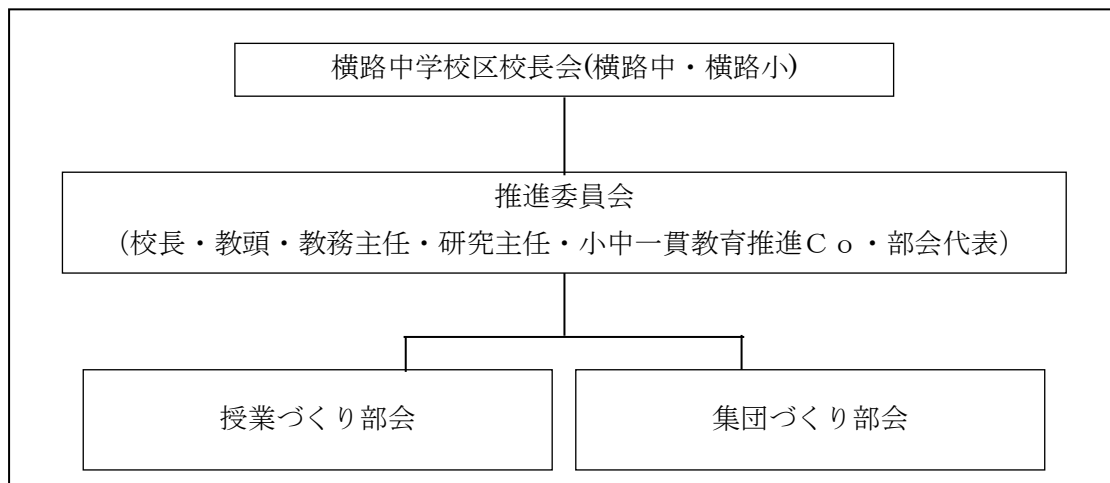 横路中学校区校長会(横路中・横路小)
推進委員会
（校長・教頭・教務主任・研究主任・小中一貫教育推進Ｃｏ・部会代表）
授業づくり部会
集団づくり部会